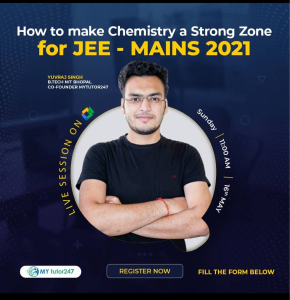 How to make Chemistry a Strong Zone
for JEE - MAINS 2021
YUVRAJ SINGH
B.TECH NIT BHOPAL
CO-FOUNDER MYTUTOR247
LIVE SESSION ON
Sunday | 11:00 AM | 16th MAY
MY tutor247
REGISTER NOW
FILL THE FORM BELOW